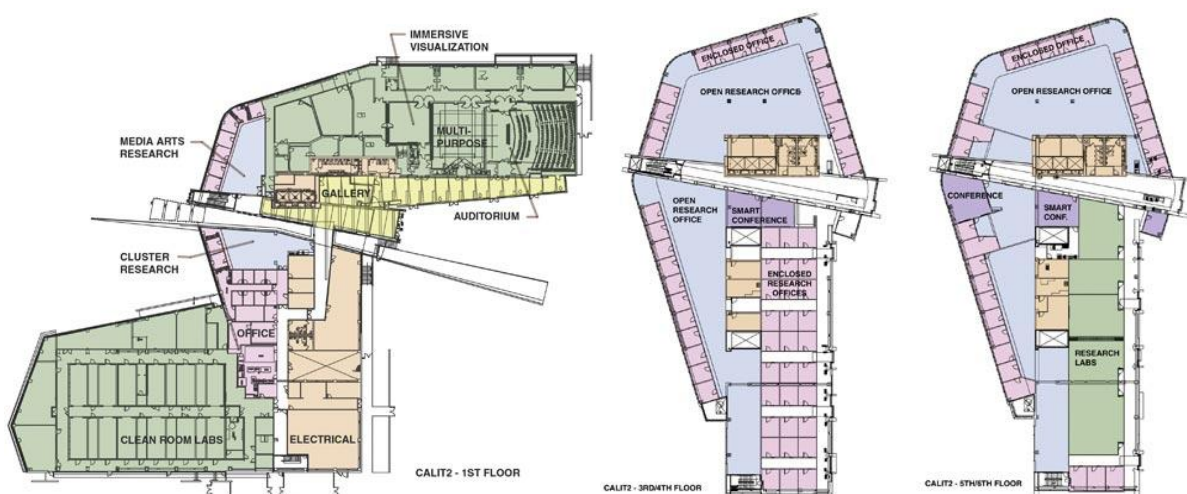 IMMERSIVE
VISUALIZATION
MEDIA ARTS
RESEARCH
MULTI-
PURPOSE
GALLERY
AUDITORIUM
CLUSTER
RESEARCH
OFFICE
CLEAN ROOM LABS
ELECTRICAL
CALIT2 - 1ST FLOOR
ENCLOSED OFFICE
OPEN RESEARCH OFFICE
OPEN
RESEARCH
OFFICE
SMART
CONFERENCE
ENCLOSED
RESEARCH
OFFICES
CALIT2 - 3RD/4TH FLOOR
ENCLOSED OFFICE
OPEN RESEARCH OFFICE
CONFERENCE
SMART
CONF.
RESEARCH
LABS
CALIT2 - 5TH/6TH FLOOR